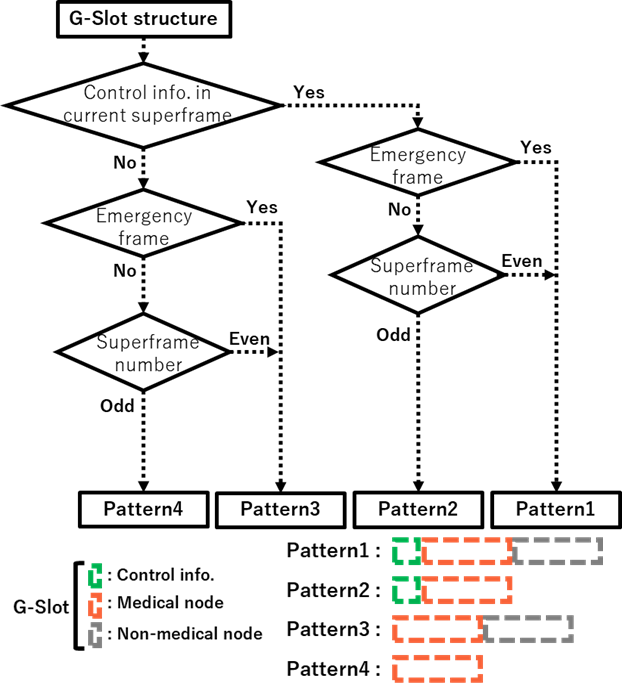 G-Slot structure
Control info. in
current superframe
Yes
No
Emergency
frame
Yes
No
Emergency
frame
Yes
No
Superframe
number
Even
Odd
Superframe
number
Even
Odd
Pattern4
Pattern3
Pattern2
Pattern1
Pattern1 :
Pattern2 :
Pattern3 :
Pattern4 :
G-Slot
: Control info.
: Medical node
: Non-medical node